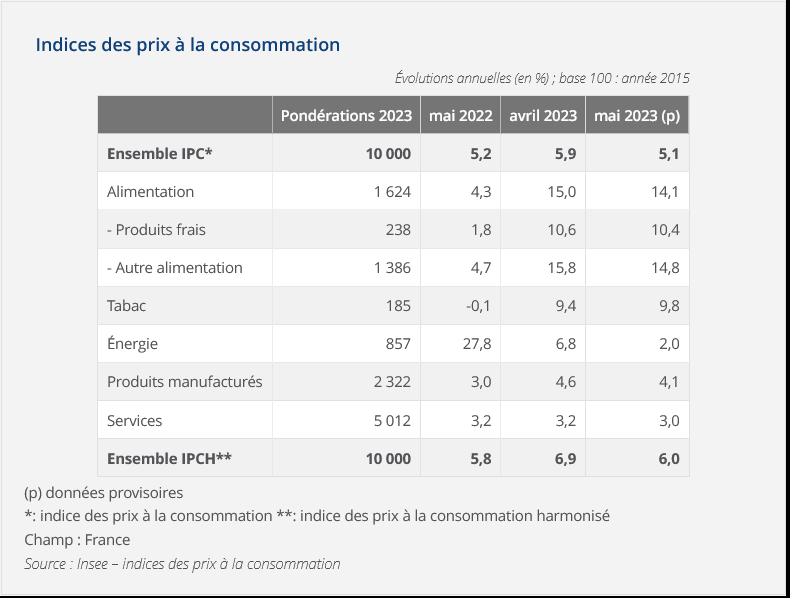 Indices des prix à la consommation
Évolutions annuelles (en %) ; base 100 : année 2015
Pondérations 2023 mai 2022 avril 2023 mai 2023 (p)
Ensemble IPC* 10 000 5,2 5,9 5,1
Alimentation 1 624 4,3 15,0 14,1
- Produits frais 238 1,8 10,6 10,4
- Autre alimentation 1 386 4,7 15,8 14,8
Tabac 185 -0,1 9,4 9,8
Énergie 857 27,8 6,8 2,0
Produits manufacturés 2 322 3,0 4,6 4,1
Services 5 012 3,2 3,2 3,0
Ensemble IPCH** 10 000 5,8 6,9 6,0
(p) données provisoires
*: indice des prix à la consommation **: indice des prix à la consommation harmonisé
Champ : France
Source : Insee – indices des prix à la consommation